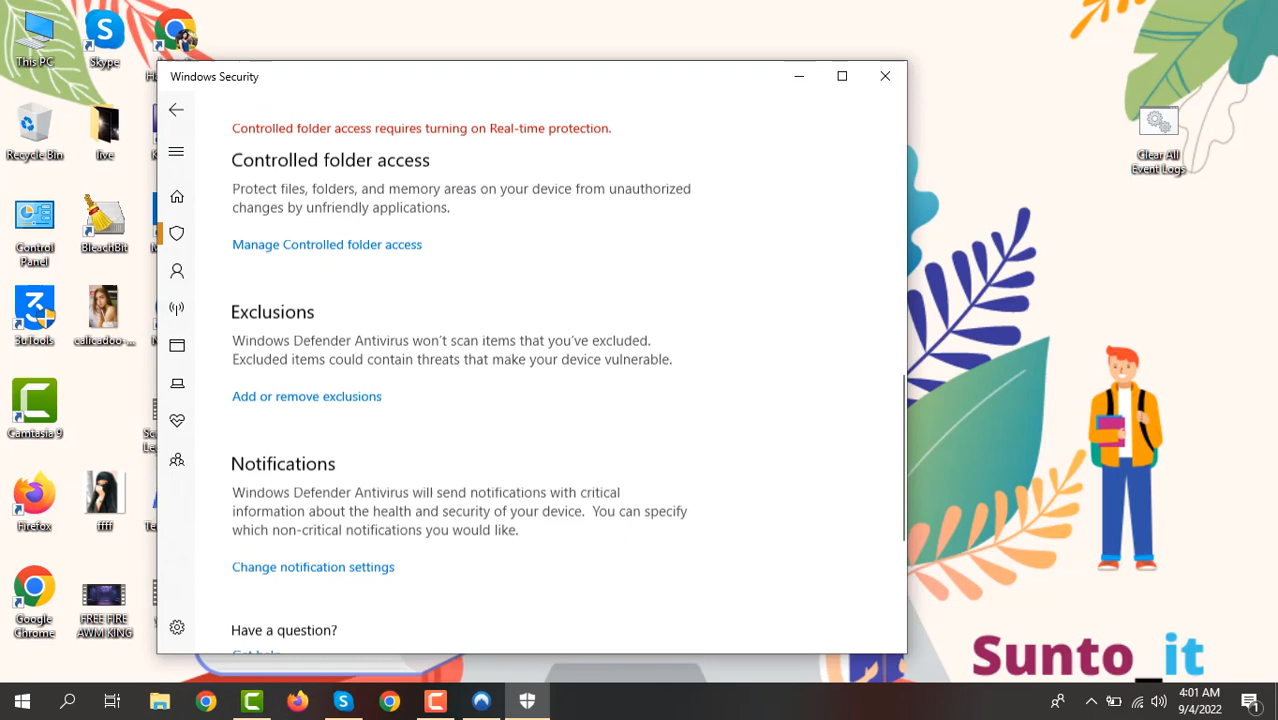 This PC
Skype
Windows Security
Recycle Bin
live
Controlled folder access requires turning on Real-time protection.
Controlled folder access
Protect files, folders, and memory areas on your device from unauthorized
changes by unfriendly applications.
Manage Controlled folder access
Control
Panel
BleachBit
Exclusions
Windows Defender Antivirus won't scan items that you've excluded.
Excluded items could contain threats that make your device vulnerable.
Add or remove exclusions
3uTools
calicadoo-...
Camtasia 9
Notifications
Windows Defender Antivirus will send notifications with critical
information about the health and security of your device. You can specify
which non-critical notifications you would like.
Change notification settings
Firefox
ffff
Google
Chrome
FREE FIRE
AWM KING
Have a question?
Get help
Clear All
Event Logs
Sunto_it
4:01 AM
9/4/2022
1